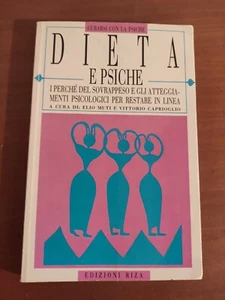 CURARSI CON LA PSICHE
DIETA
E PSICHE
I PERCHÉ DEL SOVRAPPESO E GLI ATTEGGIA-
MENTI PSICOLOGICI PER RESTARE IN LINEA
A CURA DI: ELIO MUTI E VITTORIO CAPRIOGLIO
EDIZIONI RIZA